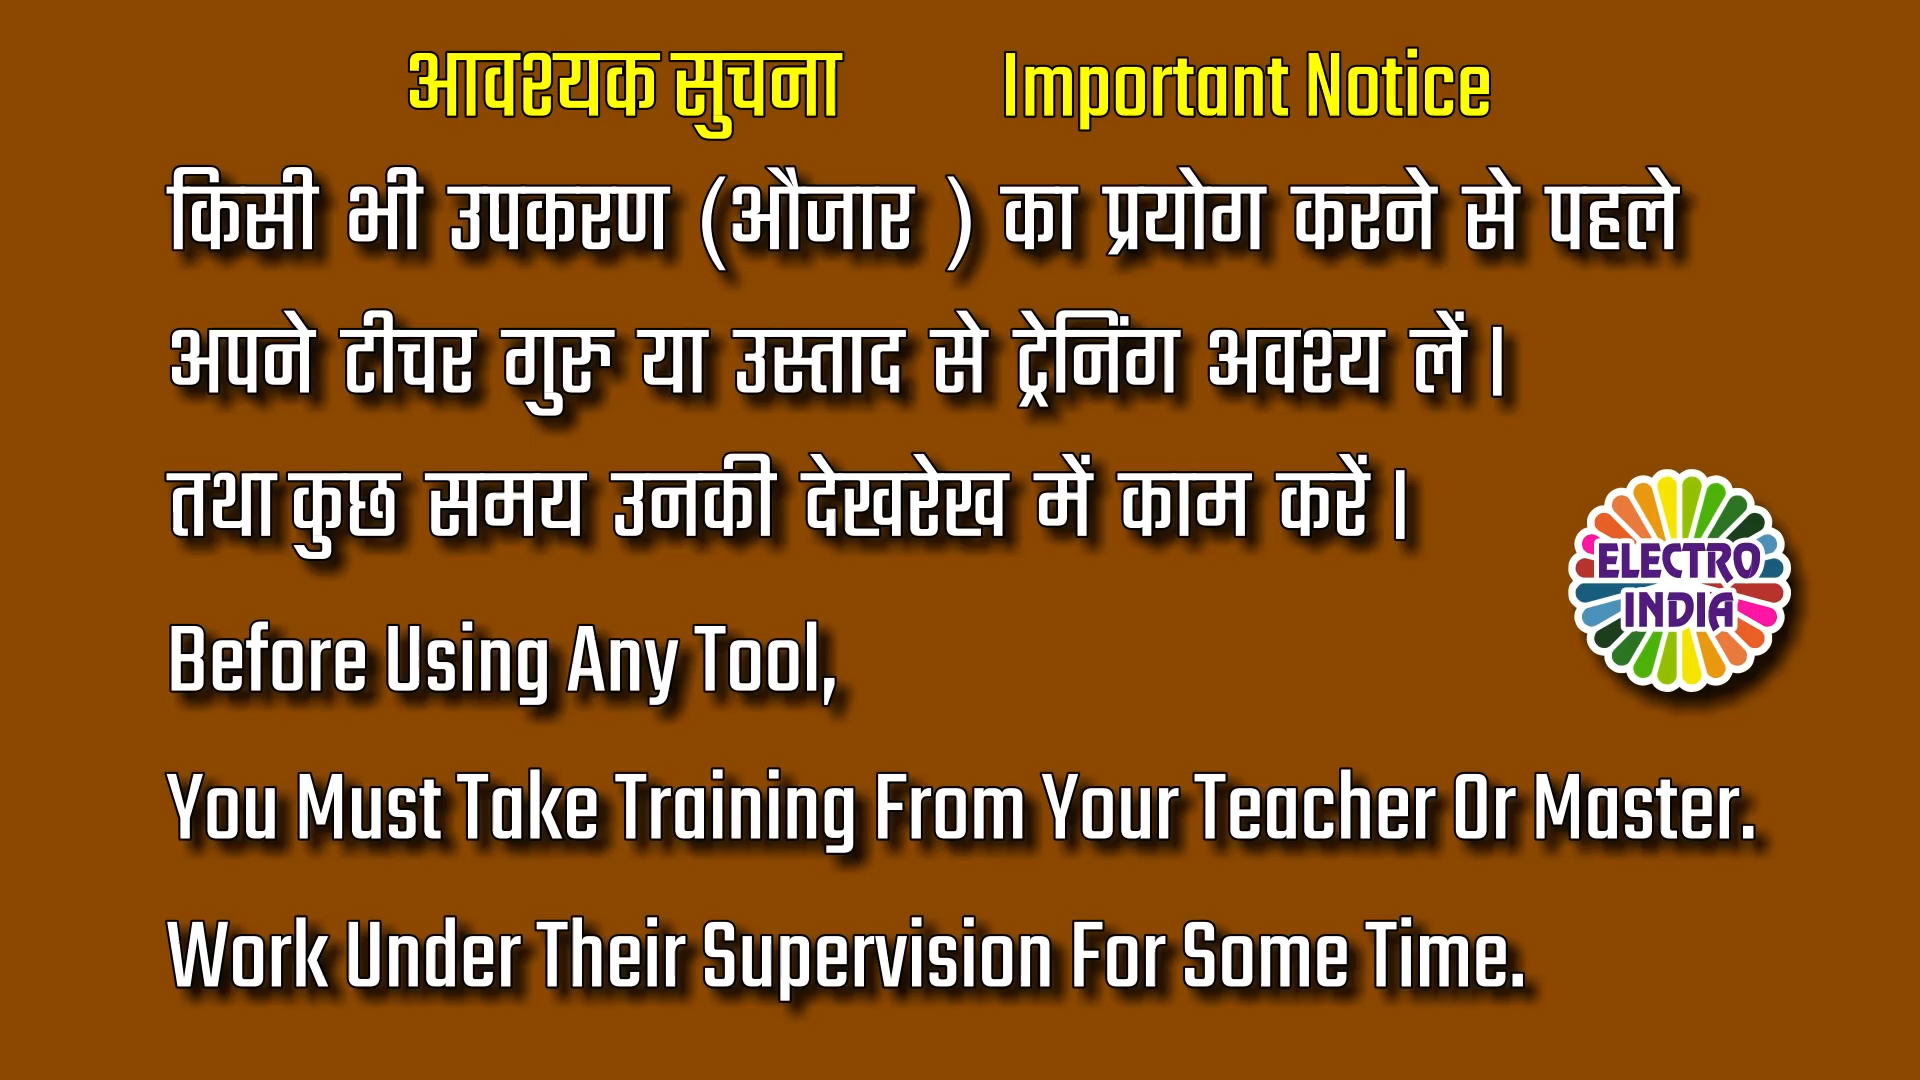 आवश्यक सुचना Important Notice
किसी भी उपकरण (औजार ) का प्रयोग करने से पहले
अपने टीचर गुरु या उस्ताद से ट्रेनिंग अवश्य लें ।
तथा कुछ समय उनकी देखरेख में काम करें ।
ELECTRO
INDIA
Before Using Any Tool,
You Must Take Training From Your Teacher Or Master.
Work Under Their Supervision For Some Time.